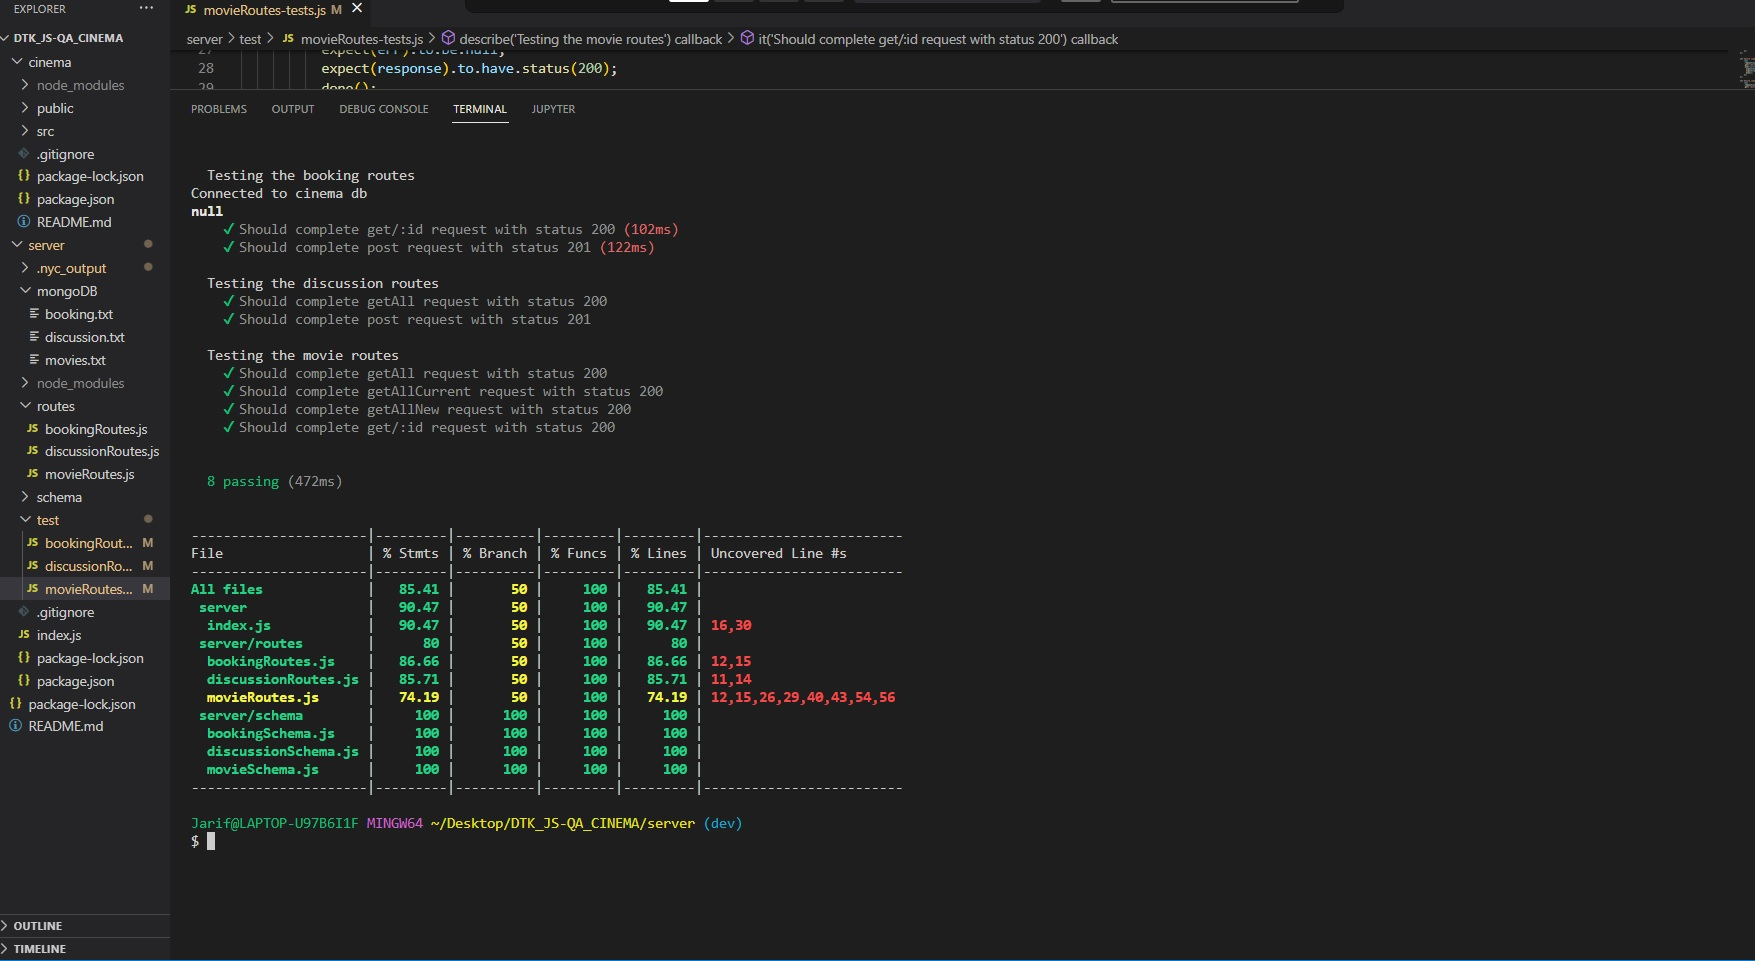 EXPLORER
DTK_JS-QA_CINEMA
cinema
node_modules
public
src
.gitignore
package-lock.json
package.json
README.md
server
.nyc_output
mongoDB
booking.txt
discussion.txt
movies.txt
node_modules
routes
bookingRoutes.js
discussionRoutes.js
movieRoutes.js
schema
test
bookingRout... M
discussionRo... M
movieRoutes... M
.gitignore
index.js
package-lock.json
package.json
package-lock.json
README.md
OUTLINE
TIMELINE
JS movieRoutes-tests.js M
server > test > JS movieRoutes-tests.js > describe('Testing the movie routes') callback > it('Should complete get/:id request with status 200') callback
27 expect(err).to.be.null;
28 expect(response).to.have.status(200);
29 done();
PROBLEMS OUTPUT DEBUG CONSOLE TERMINAL JUPYTER
Testing the booking routes
Connected to cinema db
null
✓ Should complete get/:id request with status 200 (102ms)
✓ Should complete post request with status 201 (122ms)
Testing the discussion routes
✓ Should complete getAll request with status 200
✓ Should complete post request with status 201
Testing the movie routes
✓ Should complete getAll request with status 200
✓ Should complete getAllCurrent request with status 200
✓ Should complete getAllNew request with status 200
✓ Should complete get/:id request with status 200
8 passing (472ms)
----------------------|---------|----------|---------|---------|-------------------------
File | % Stmts | % Branch | % Funcs | % Lines | Uncovered Line #s
----------------------|---------|----------|---------|---------|-------------------------
All files | 85.41 | 50 | 100 | 85.41 |
server | 90.47 | 50 | 100 | 90.47 |
index.js | 90.47 | 50 | 100 | 90.47 | 16,30
server/routes | 80 | 50 | 100 | 80 |
bookingRoutes.js | 86.66 | 50 | 100 | 86.66 | 12,15
discussionRoutes.js | 85.71 | 50 | 100 | 85.71 | 11,14
movieRoutes.js | 74.19 | 50 | 100 | 74.19 | 12,15,26,29,40,43,54,56
server/schema | 100 | 100 | 100 | 100 |
bookingSchema.js | 100 | 100 | 100 | 100 |
discussionSchema.js | 100 | 100 | 100 | 100 |
movieSchema.js | 100 | 100 | 100 | 100 |
----------------------|---------|----------|---------|---------|-------------------------
Jarif@LAPTOP-U97B6I1F MINGW64 ~/Desktop/DTK_JS-QA_CINEMA/server (dev)
$